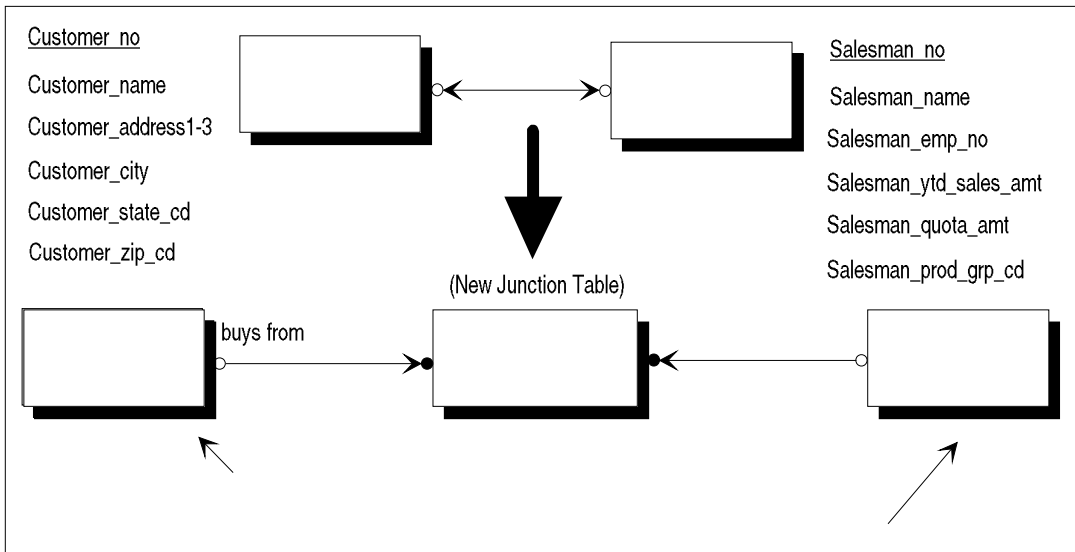 Customer_no
Customer_name
Customer_address1-3
Customer_city
Customer_state_cd
Customer_zip_cd
Salesman_no
Salesman_name
Salesman_emp_no
Salesman_ytd_sales_amt
Salesman_quota_amt
Salesman_prod_grp_cd
(New Junction Table)
buys from